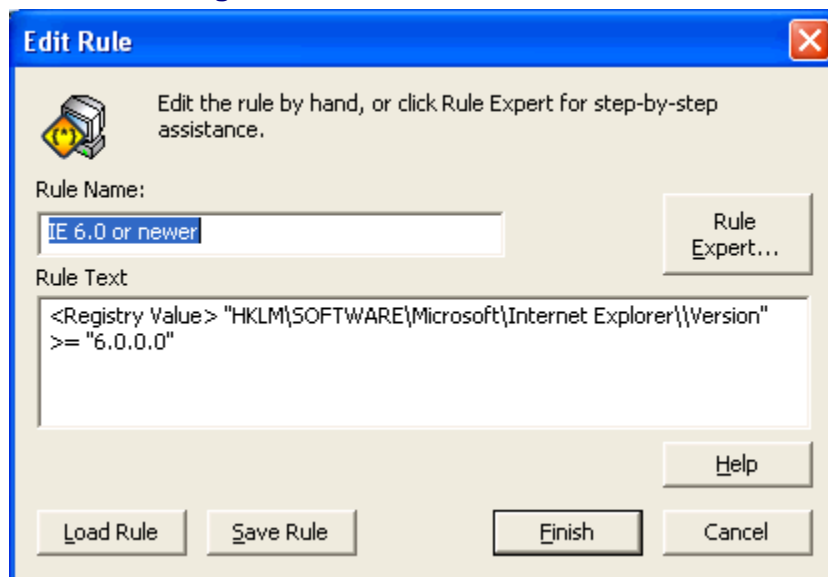 Edit Rule
Edit the rule by hand, or click Rule Expert for step-by-step
assistance.
Rule Name:
IE 6.0 or newer
Rule
Expert...
Rule Text
<Registry Value> "HKLM\SOFTWARE\Microsoft\Internet Explorer\\Version"
>= "6.0.0.0"
Help
Load Rule
Save Rule
Finish
Cancel